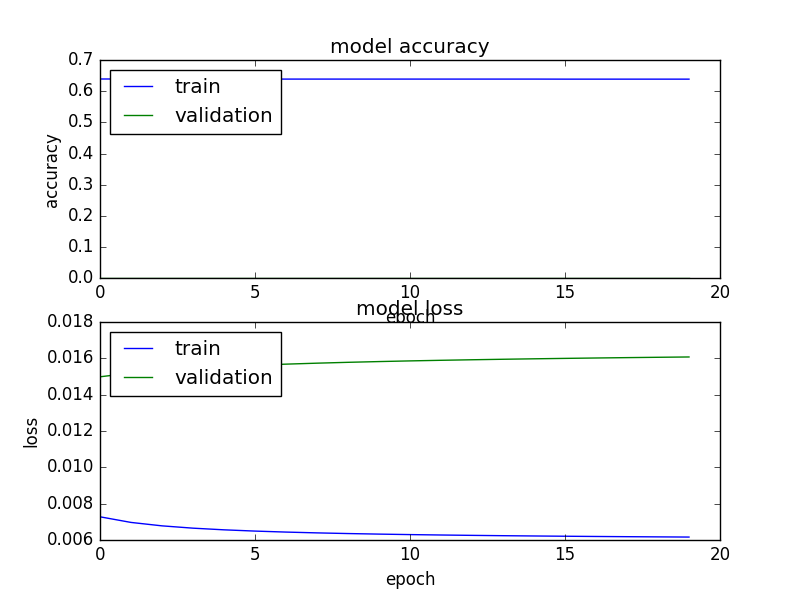 model accuracy
0.7
0.6
0.5
0.4
0.3
0.2
0.1
0.0
accuracy
train
validation
0 5 10 15 20
epoch
model loss
0.018
0.016
0.014
0.012
0.010
0.008
0.006
loss
train
validation
0 5 10 15 20
epoch